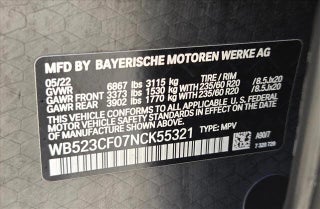 MFD BY BAYERISCHE MOTOREN WERKE AG
05/22 TIRE / RIM
GVWR 6867 lbs 3115 kg
GAWR FRONT 3373 lbs 1530 kg WITH 235/60 R20 / 8.5Jx20
GAWR REAR 3902 lbs 1770 kg WITH 235/60 R20 / 8.5Jx20
THIS VEHICLE CONFORMS TO ALL APPLICABLE
FEDERAL MOTOR VEHICLE SAFETY STANDARDS
IN EFFECT ON THE DATE OF MANUFACTURE SHOWN ABOVE.
WB523CF07NCK55321 TYPE: MPV
A90/T